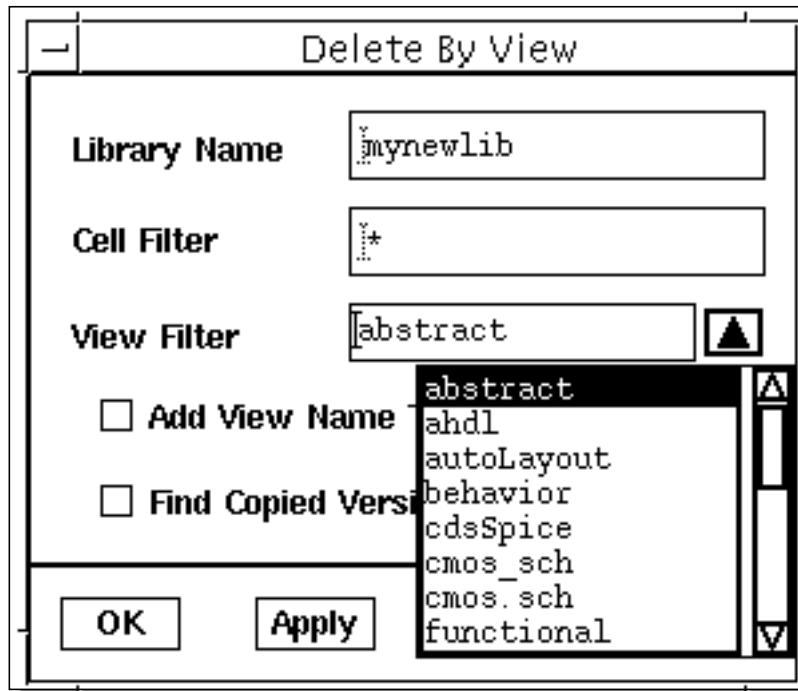 Delete By View
Library Name
mynewlib
Cell Filter
*
View Filter
abstract
abstract
ahdl
autoLayout
behavior
cdsSpice
cmos_sch
cmos.sch
functional
Add View Name
Find Copied
OK
Apply